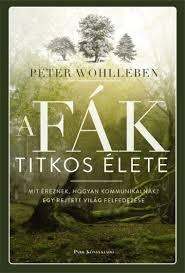 PETER WOHLLEBEN
A
FÁK
TITKOS ÉLETE
MIT ÉREZNEK, HOGYAN KOMMUNIKÁLNAK?
EGY REJTETT VILÁG FELFEDEZÉSE
PARK KÖNYVKIADÓ